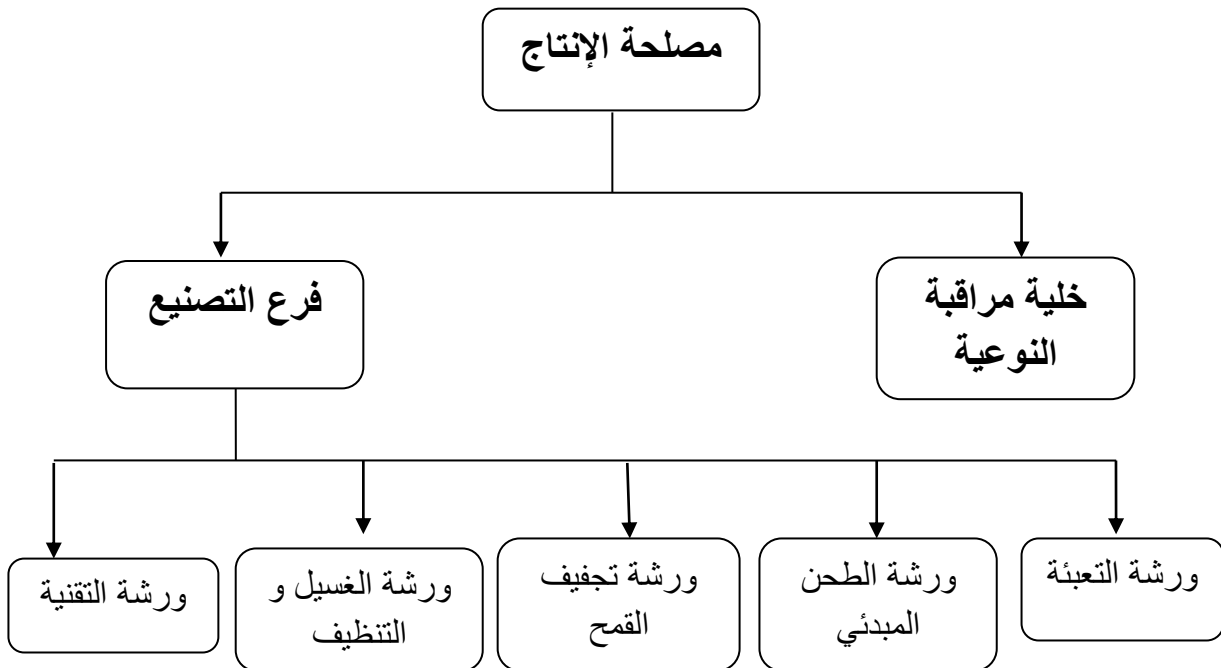 مصلحة الإنتاج
خلية مراقبة
النوعية
فرع التصنيع
ورشة التعبئة
ورشة الطحن
المبدئي
ورشة تجفيف
القمح
ورشة الغسيل و
التنظيف
ورشة التقنية